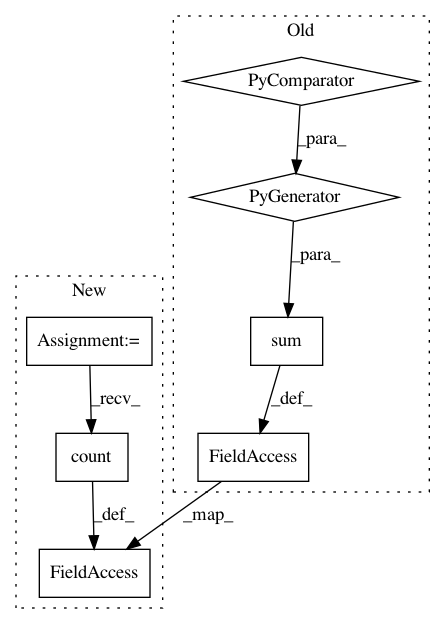 Old
PyComparator
_para_
PyGenerator
_para_
New
Assignment:=
sum
_recv_
_def_
count
FieldAccess
_def_
_map_
FieldAccess